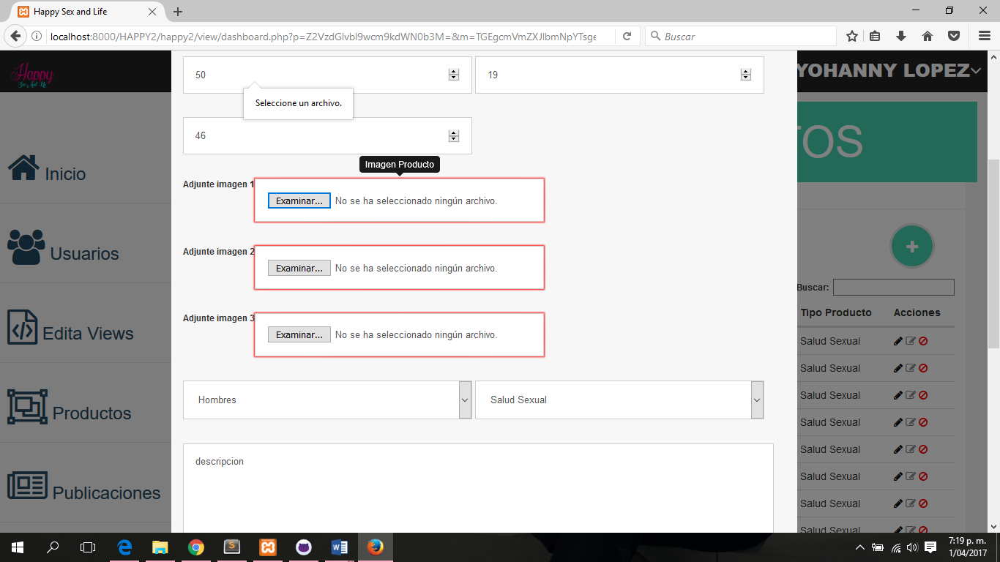 Happy Sex and Life
localhost:8000/HAPPY2/happy2/view/dashboard.php?p=Z2VzdGlvbl9wcm9kdWN0b3M=&m=TGEgcmVmZXJlbmNpYTsge
Buscar
Happy
Sex And Life
YOHANNY LOPEZ
TOS
Inicio
Usuarios
Edita Views
Productos
Publicaciones
50
19
Seleccione un archivo.
46
Imagen Producto
Adjunte imagen 1
Examinar...
No se ha seleccionado ningún archivo.
Adjunte imagen 2
Examinar...
No se ha seleccionado ningún archivo.
Adjunte imagen 3
Examinar...
No se ha seleccionado ningún archivo.
Hombres
Salud Sexual
descripcion
Buscar:
Tipo Producto
Acciones
Salud Sexual
Salud Sexual
Salud Sexual
Salud Sexual
Salud Sexual
Salud Sexual
Salud Sexual
Salud Sexual
7:19 p. m.
1/04/2017